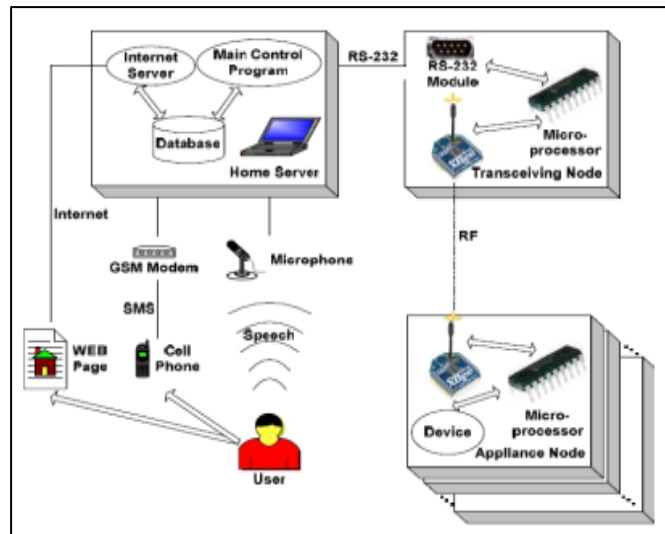 Internet
Server
Main Control
Program
Database
Home Server
RS-232
RS-232
Module
Micro-
processor
Transceiving Node
Internet
GSM Modem
Microphone
RF
SMS
WEB
Page
Cell
Phone
Speech
User
Device
Micro-
processor
Appliance Node